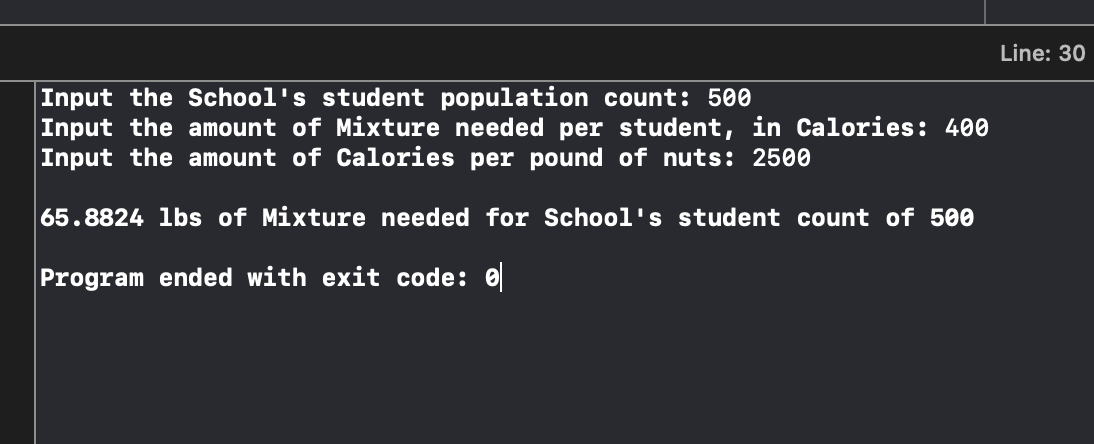 Line: 30
Input the School's student population count: 500
Input the amount of Mixture needed per student, in Calories: 400
Input the amount of Calories per pound of nuts: 2500
65.8824 lbs of Mixture needed for School's student count of 500
Program ended with exit code: 0